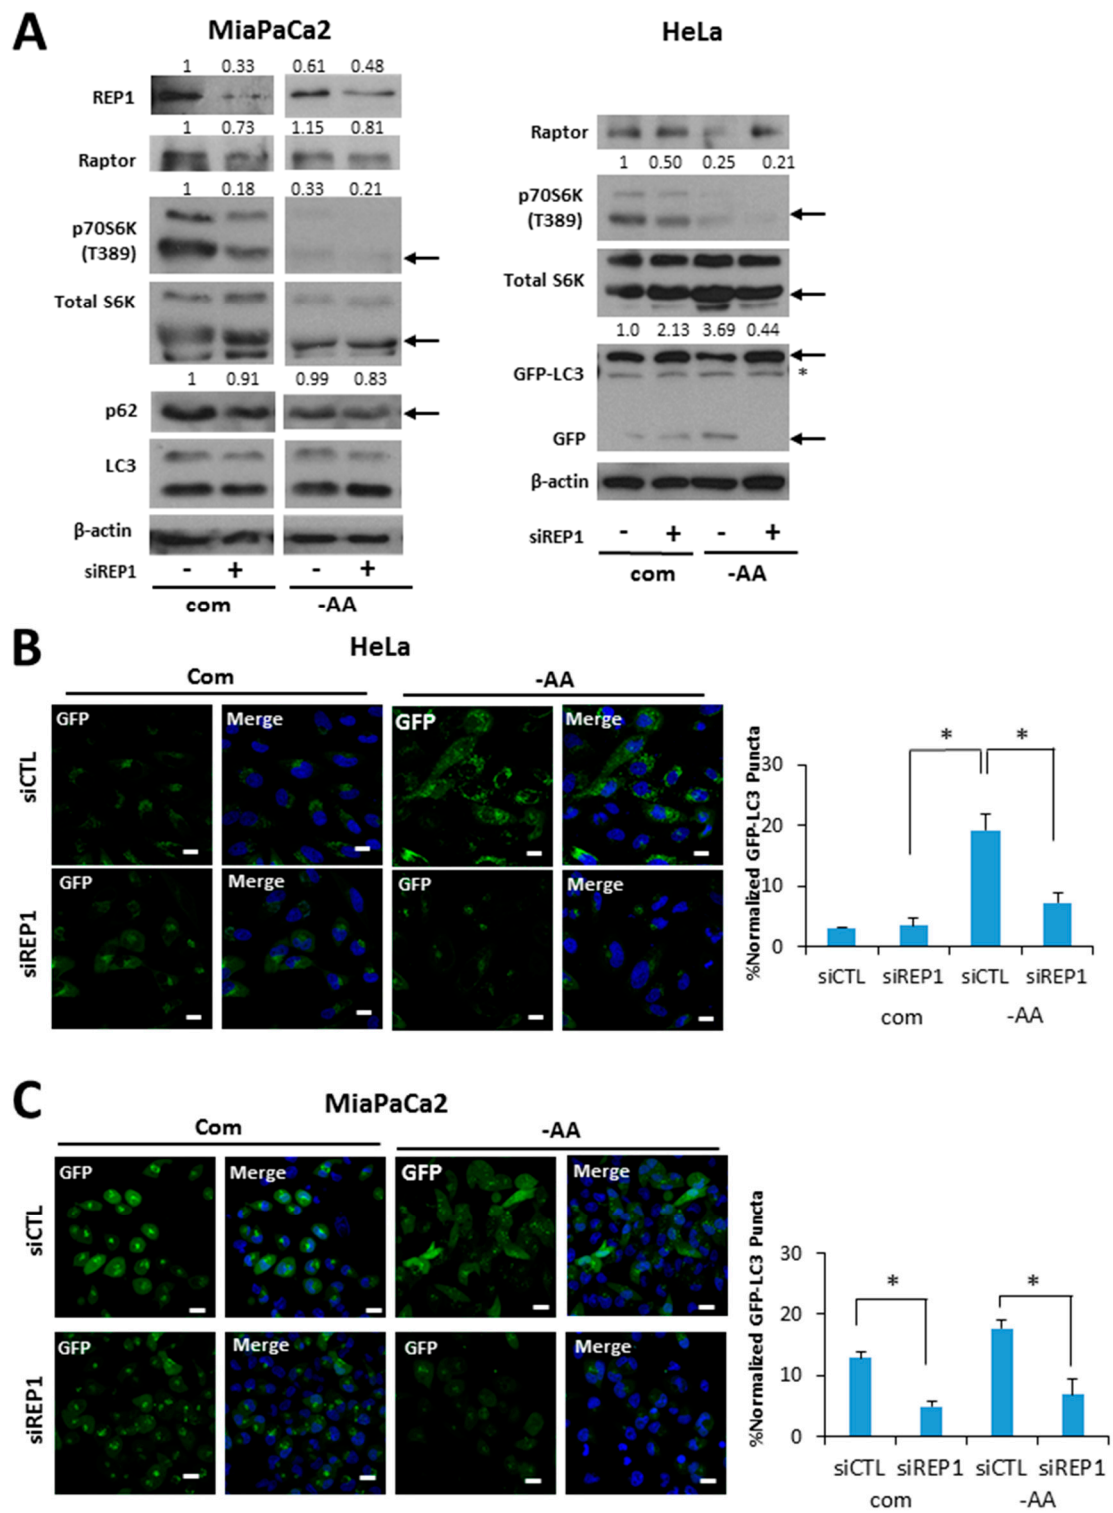 A
MiaPaCa2
HeLa
1 0.33 0.61 0.48
REP1
1 0.73 1.15 0.81
Raptor
1 0.18 0.33 0.21
p70S6K
(T389)
Total S6K
1 0.91 0.99 0.83
p62
LC3
β-actin
siREP1 - + - +
com -AA
Raptor
1 0.50 0.25 0.21
p70S6K
(T389)
Total S6K
1.0 2.13 3.69 0.44
GFP-LC3 *
GFP
β-actin
siREP1 - + - +
com -AA
B
HeLa
Com -AA
siCTL
GFP Merge GFP Merge
siREP1
GFP Merge GFP Merge
%Normalized GFP-LC3 Puncta
* *
30
20
10
0
siCTL siREP1 siCTL siREP1
com -AA
C
MiaPaCa2
Com -AA
siCTL
GFP Merge GFP Merge
siREP1
GFP Merge GFP Merge
%Normalized GFP-LC3 Puncta
* *
30
20
10
0
siCTL siREP1 siCTL siREP1
com -AA